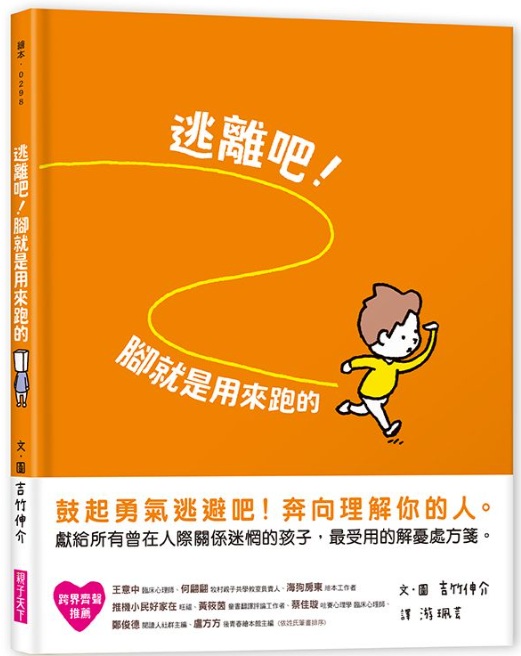 繪本・0298
逃離吧！腳就是用來跑的
文・圖 吉竹伸介
親子天下
逃離吧！
腳就是用來跑的
鼓起勇氣逃避吧！奔向理解你的人。
獻給所有曾在人際關係迷惘的孩子，最受用的解憂處方箋。
跨界齊聲
推薦
王意中 臨床心理師、何翩翩 牧村親子共學教室負責人、海狗房東 繪本工作者
推機小民好家在 旺福、黃筱茵 童書翻譯評論工作者、蔡佳璇 吐賽心理學 臨床心理師、
鄭俊德 閱讀人社群主編、盧方方 後青春繪本館主編 (依姓氏筆畫排序)
文・圖 吉竹伸介
譯 游珮芸